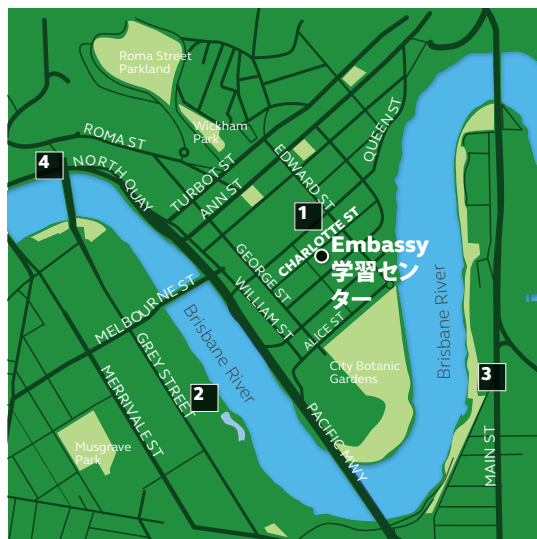 Roma Street
Parkland
Wickham
Park
ROMA ST
4
NORTH QUAY
TURBOT ST
ANN ST
EDWARD ST
QUEEN ST
1
CHARLOTTE ST
Embassy
学習セン
ター
GEORGE ST
WILLIAM ST
ALICE ST
MELBOURNE ST
Brisbane River
Brisbane River
City Botanic
Gardens
GREY STREET
2
3
MERRIVALE ST
PACIFIC MWY
Musgrave
Park
MAIN ST